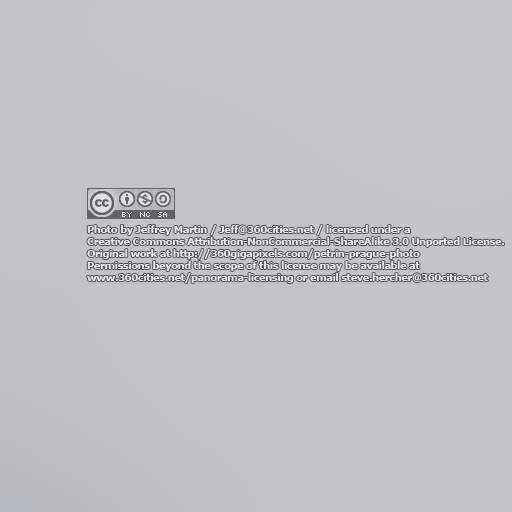 cc
BY NC SA
Photo by Jeffrey Martin / Jeff@360cities.net / licensed under a
Creative Commons Attribution-NonCommercial-ShareAlike 3.0 Unported License.
Original work at http://360gigapixels.com/petrin-prague-photo
Permissions beyond the scope of this license may be available at
www.360cities.net/panorama-licensing or email steve.hercher@360cities.net